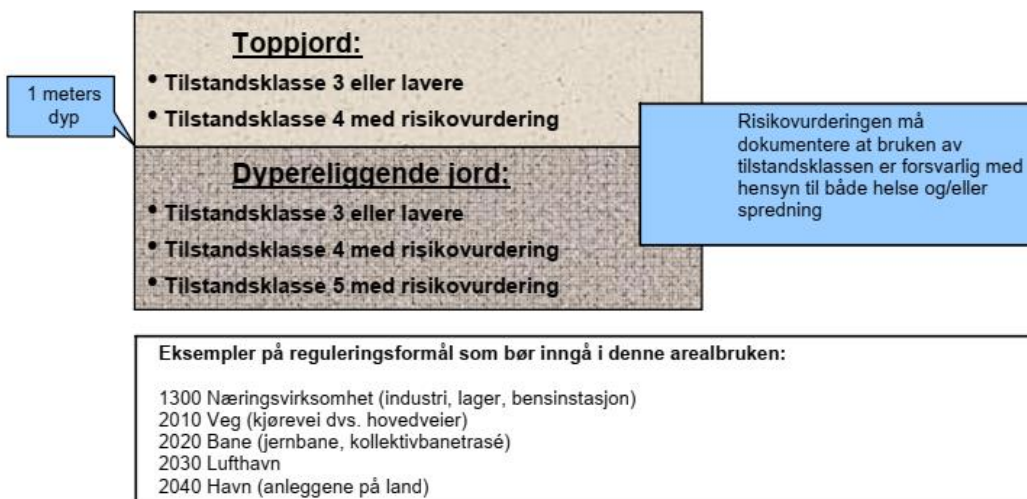 Toppjord:
• Tilstandsklasse 3 eller lavere
• Tilstandsklasse 4 med risikovurdering
1 meters
dyp
Dypereliggende jord:
• Tilstandsklasse 3 eller lavere
• Tilstandsklasse 4 med risikovurdering
• Tilstandsklasse 5 med risikovurdering
Risikovurderingen må
dokumentere at bruken av
tilstandsklassen er forsvarlig med
hensyn til både helse og/eller
spredning
Eksempler på reguleringsformål som bør inngå i denne arealbruken:
1300 Næringsvirksomhet (industri, lager, bensinstasjon)
2010 Veg (kjørevei dvs. hovedveier)
2020 Bane (jernbane, kollektivbanetrasé)
2030 Lufthavn
2040 Havn (anleggene på land)